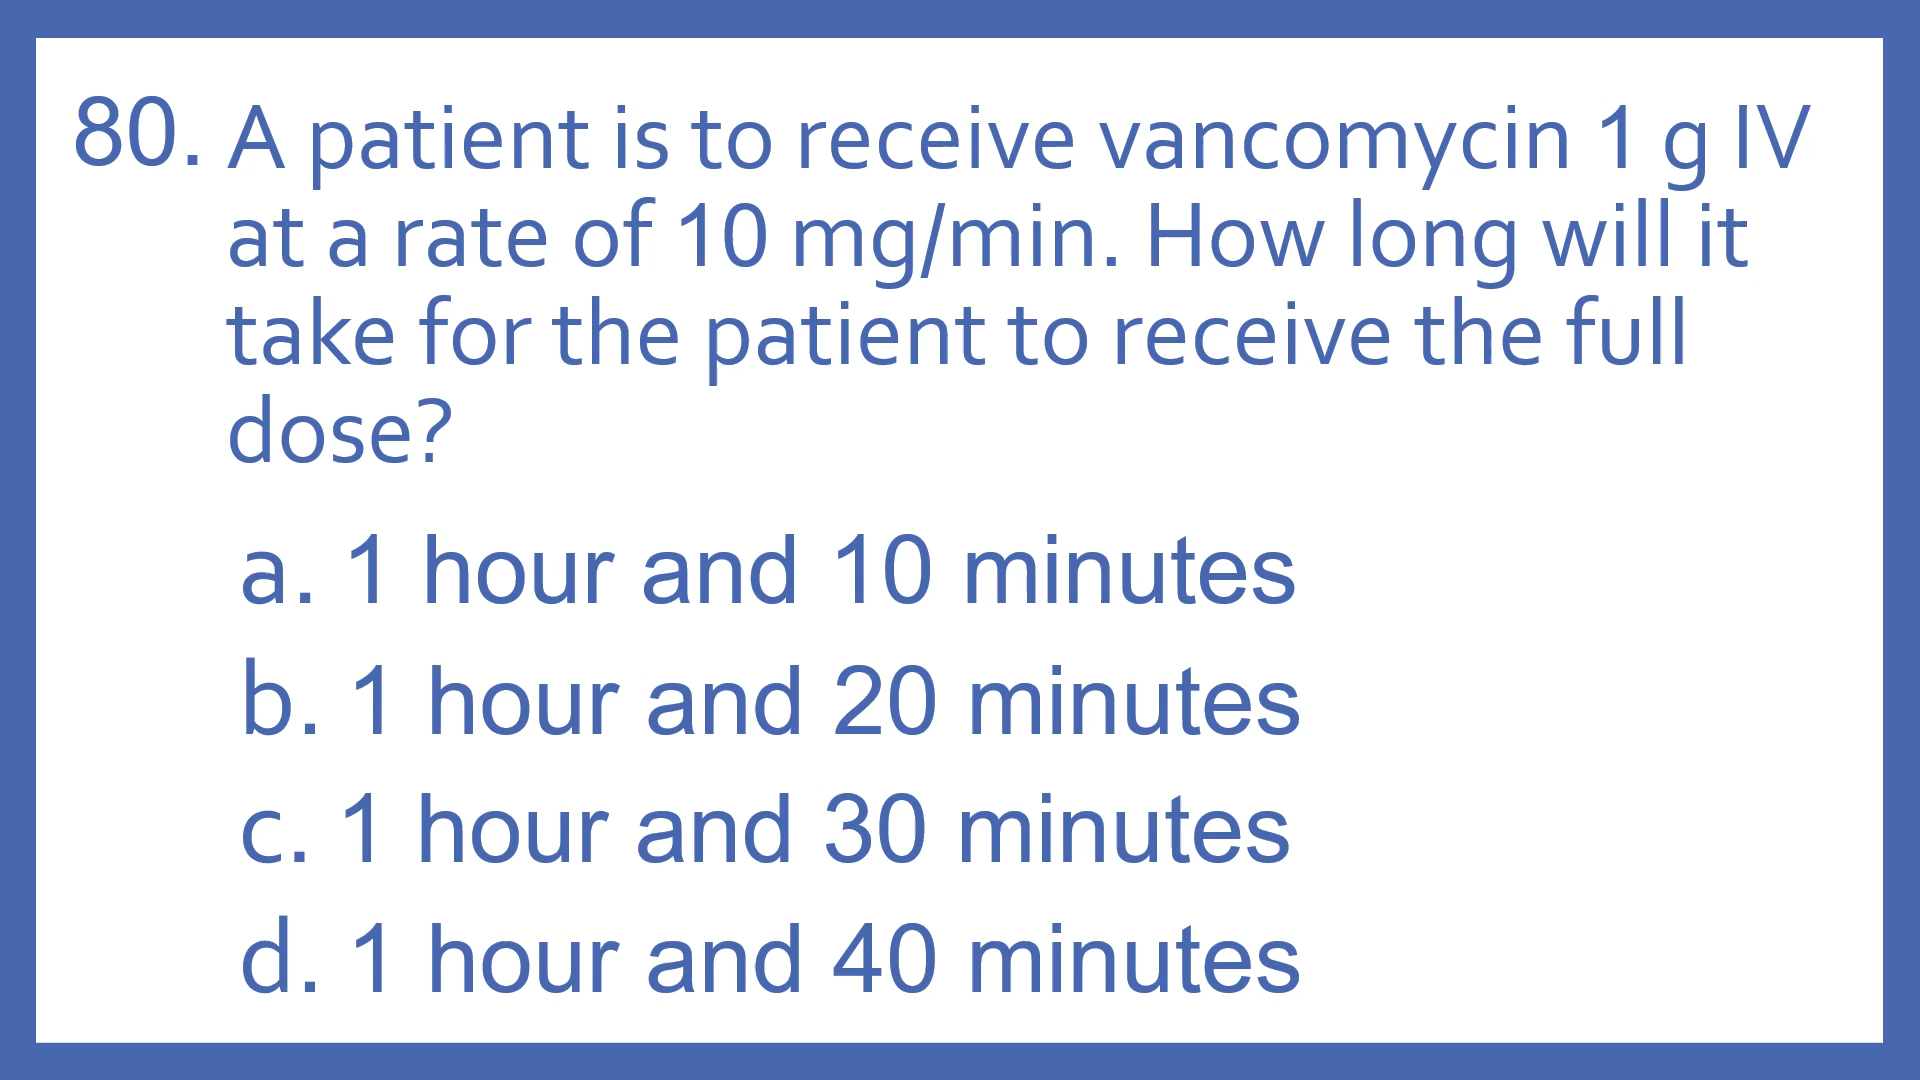 80. A patient is to receive vancomycin 1 g IV
at a rate of 10 mg/min. How long will it
take for the patient to receive the full
dose?
a. 1 hour and 10 minutes
b. 1 hour and 20 minutes
c. 1 hour and 30 minutes
d. 1 hour and 40 minutes